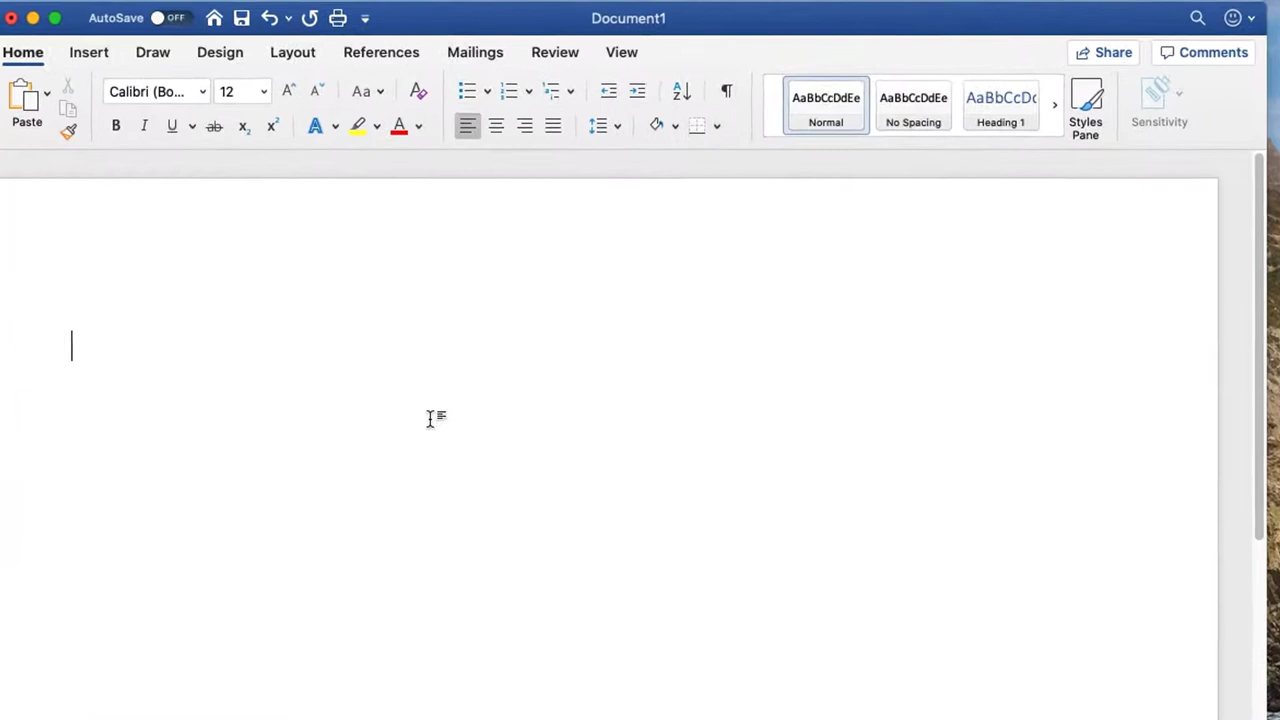 AutoSave OFF Document1
Home Insert Draw Design Layout References Mailings Review View Share Comments
Calibri (Bo... 12 Aa AaBbCcDdEe AaBbCcDdEe AaBbCcDc
Paste Normal No Spacing Heading 1 Styles Pane Sensitivity
B I U ab x2 x2 A A